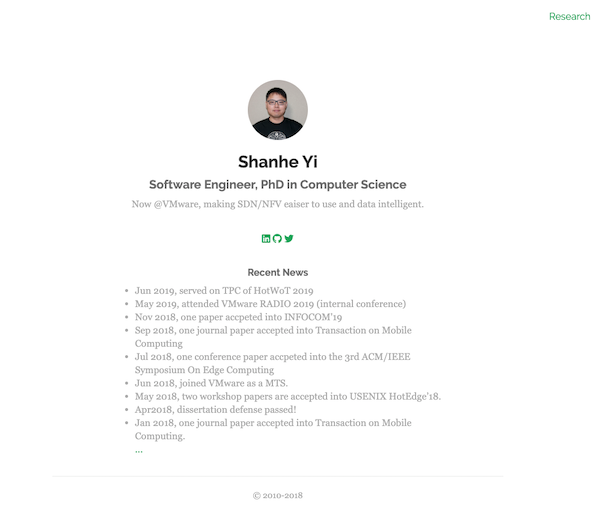 Research
Shanhe Yi
Software Engineer, PhD in Computer Science
Now @VMware, making SDN/NFV eaiser to use and data intelligent.
Recent News
Jun 2019, served on TPC of HotWoT 2019
May 2019, attended VMware RADIO 2019 (internal conference)
Nov 2018, one paper accpeted into INFOCOM'19
Sep 2018, one journal paper accepted into Transaction on Mobile
Computing
Jul 2018, one conference paper accpeted into the 3rd ACM/IEEE
Symposium On Edge Computing
Jun 2018, joined VMware as a MTS.
May 2018, two workshop papers are accepted into USENIX HotEdge'18.
Apr2018, dissertation defense passed!
Jan 2018, one journal paper accepted into Transaction on Mobile
Computing.
...
© 2010-2018